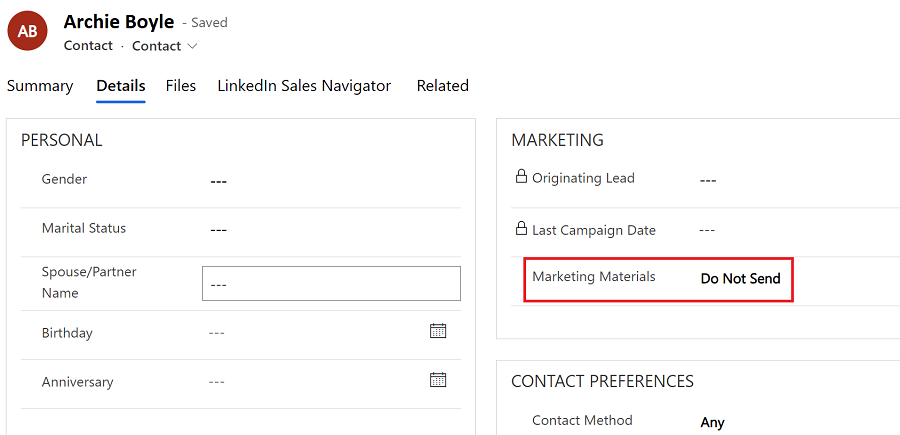 AB
Archie Boyle - Saved
Contact · Contact
Summary Details Files LinkedIn Sales Navigator Related
PERSONAL
Gender ---
Marital Status ---
Spouse/Partner
Name ---
Birthday ---
Anniversary ---
MARKETING
Originating Lead ---
Last Campaign Date ---
Marketing Materials Do Not Send
CONTACT PREFERENCES
Contact Method Any